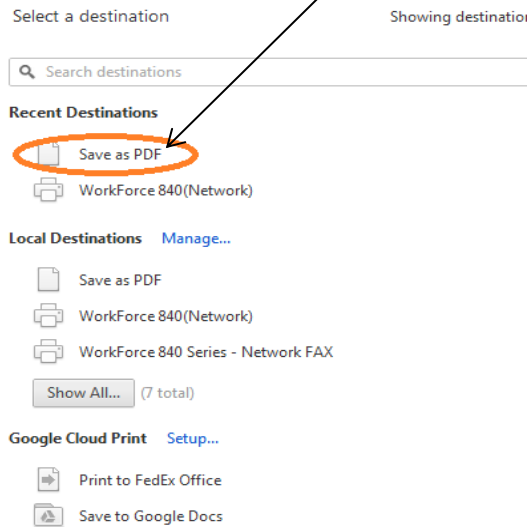 Select a destination Showing destination
Search destinations
Recent Destinations
Save as PDF
WorkForce 840(Network)
Local Destinations Manage...
Save as PDF
WorkForce 840(Network)
WorkForce 840 Series - Network FAX
Show All... (7 total)
Google Cloud Print Setup...
Print to FedEx Office
Save to Google Docs